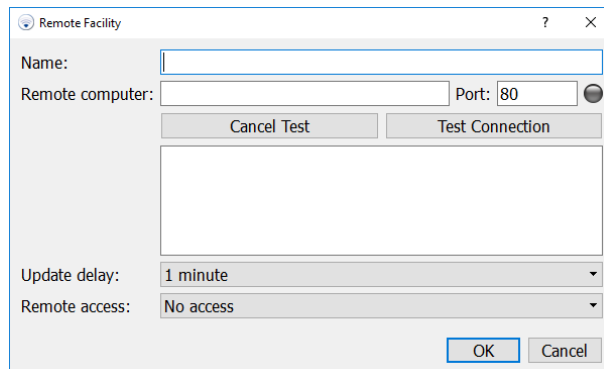 Remote Facility ?
Name:
Remote computer: Port: 80
Cancel Test Test Connection
Update delay: 1 minute
Remote access: No access
OK Cancel